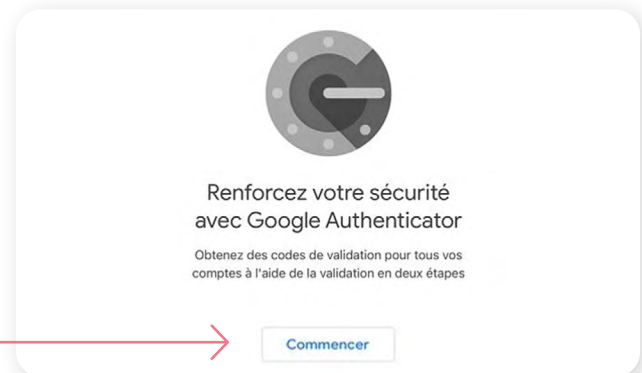 Renforcez votre sécurité
avec Google Authenticator
Obtenez des codes de validation pour tous vos
comptes à l'aide de la validation en deux étapes
Commencer